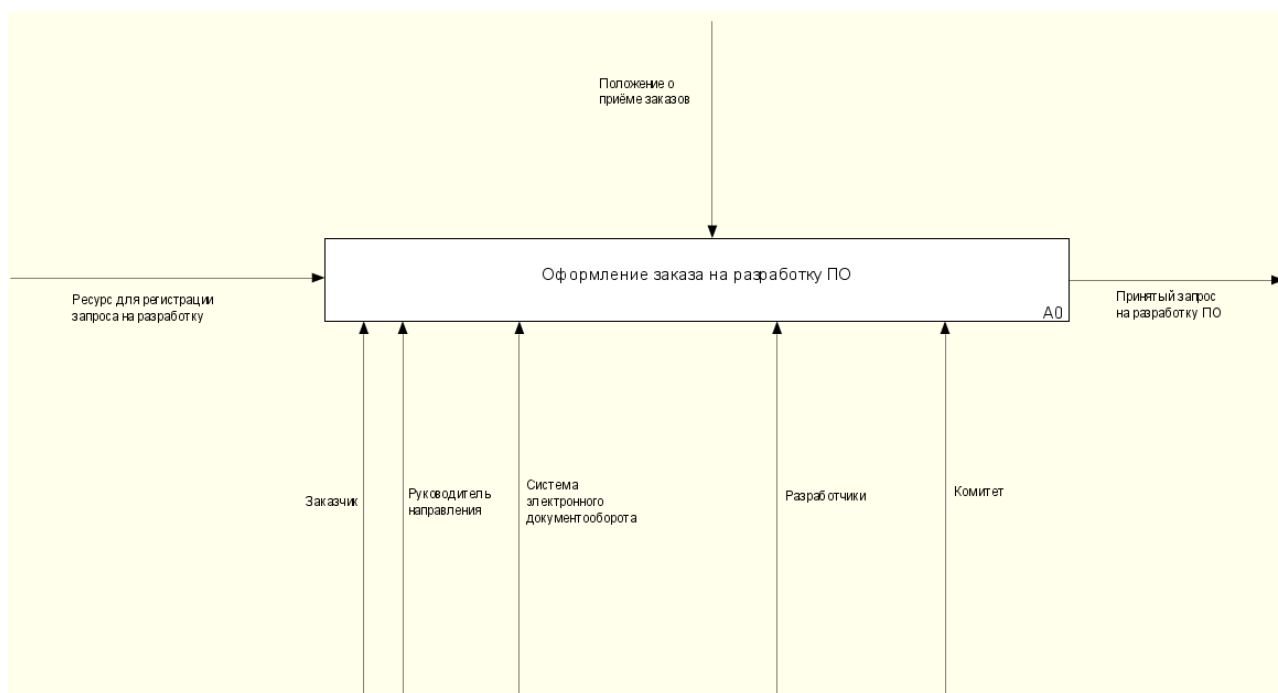 Положение о
приёме заказов
Оформление заказа на разработку ПО
A0
Ресурс для регистрации
запроса на разработку
Принятый запрос
на разработку ПО
Заказчик
Руководитель
направления
Система
электронного
документооборота
Разработчики
Комитет